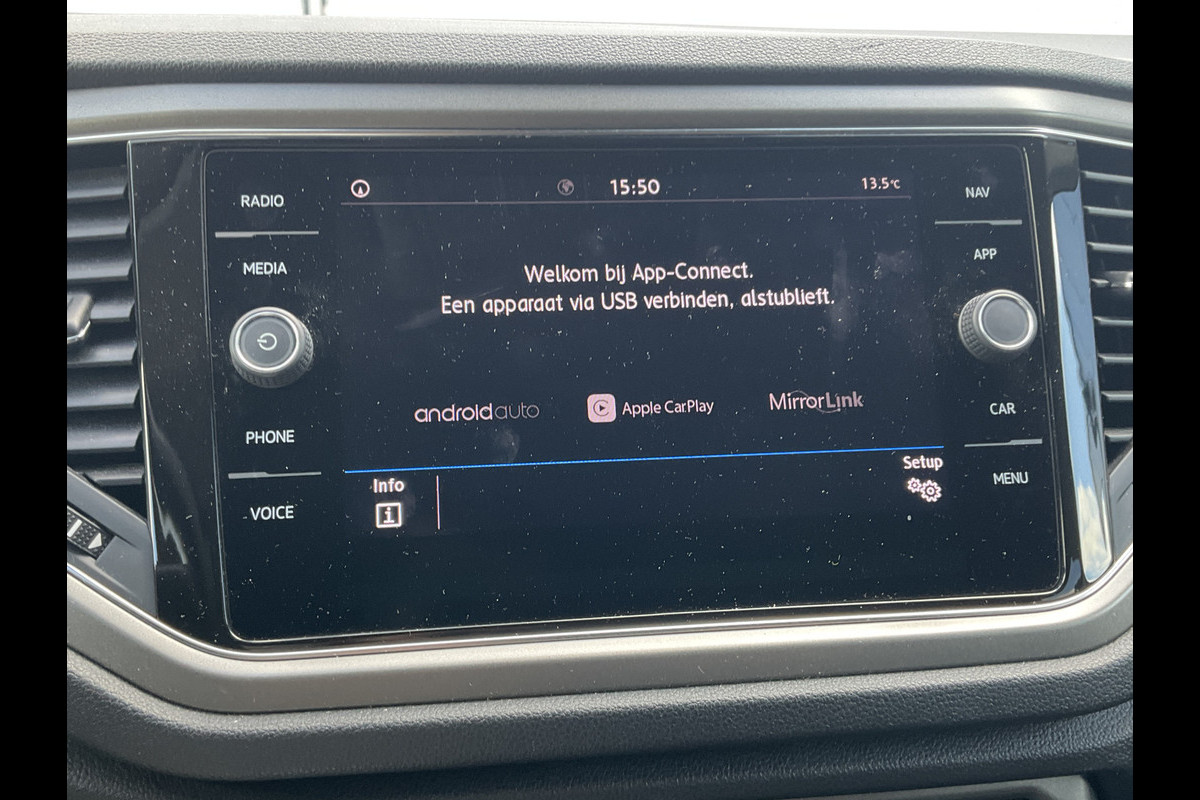 RADIO
MEDIA
PHONE
VOICE
15:50
13.5°C
Welkom bij App-Connect.
Een apparaat via USB verbinden, alstublieft.
androidauto
Apple CarPlay
MirrorLink
Info
i
Setup
NAV
APP
CAR
MENU